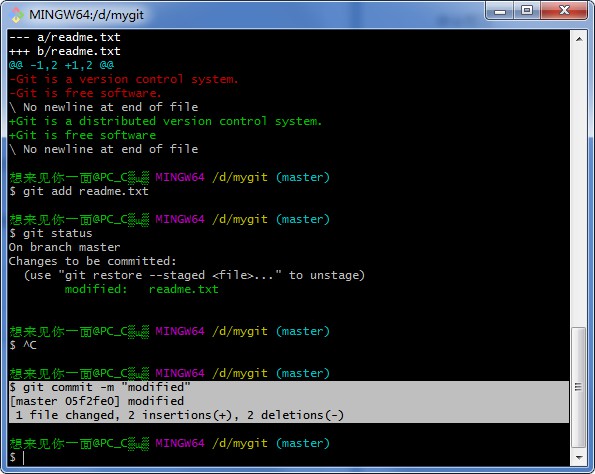 MINGW64:/d/mygit
--- a/readme.txt
+++ b/readme.txt
@@ -1,2 +1,2 @@
-Git is a version control system.
-Git is free software.
\ No newline at end of file
+Git is a distributed version control system.
+Git is free software
\ No newline at end of file
想来见你一面@PC_C MINGW64 /d/mygit (master)
$ git add readme.txt
想来见你一面@PC_C MINGW64 /d/mygit (master)
$ git status
On branch master
Changes to be committed:
(use "git restore --staged <file>..." to unstage)
modified: readme.txt
想来见你一面@PC_C MINGW64 /d/mygit (master)
$ ^C
想来见你一面@PC_C MINGW64 /d/mygit (master)
$ git commit -m "modified"
[master 05f2fe0] modified
1 file changed, 2 insertions(+), 2 deletions(-)
想来见你一面@PC_C MINGW64 /d/mygit (master)
$